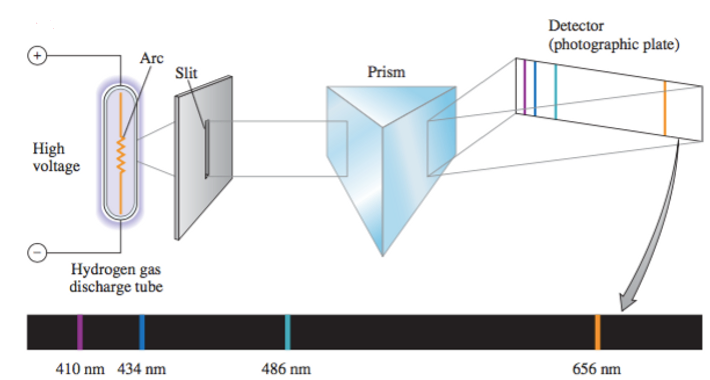 Detector
(photographic plate)
+
Arc
Slit
Prism
High
voltage
−
Hydrogen gas
discharge tube
410 nm 434 nm 486 nm 656 nm